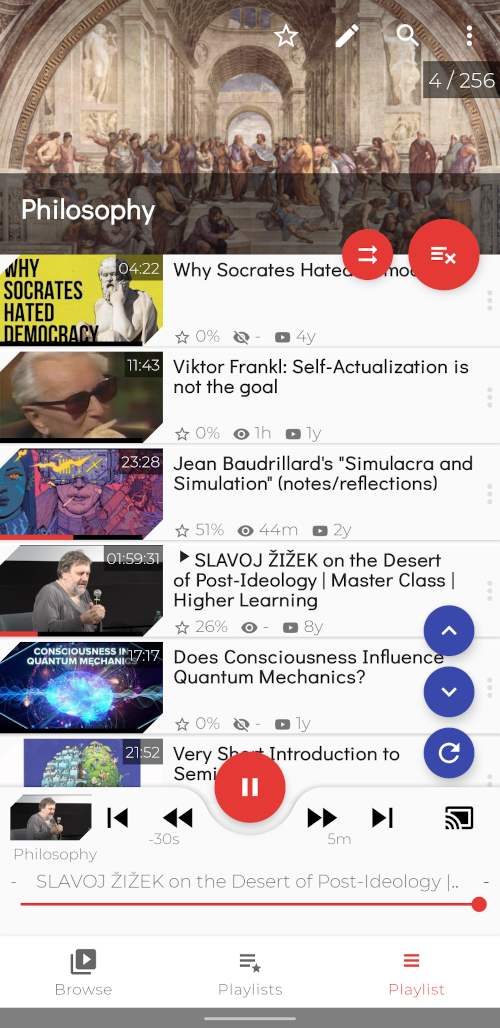 4 / 256
Philosophy
WHY
SOCRATES
HATED
DEMOCRACY
04:22
Why Socrates Hated
0% - 4y
11:43
Viktor Frankl: Self-Actualization is
not the goal
0% 1h 1y
23:28
Jean Baudrillard's "Simulacra and
Simulation" (notes/reflections)
51% 44m 2y
01:59:31
SLAVOJ ŽIŽEK on the Desert
of Post-Ideology | Master Class |
Higher Learning
26% - 8y
CONSCIOUSNESS IN
QUANTUM MECHANIC
17:17
Does Consciousness Influence
Quantum Mechanics?
0% - 1y
21:52
Very Short Introduction to
-30s
5m
Philosophy
- SLAVOJ ŽIŽEK on the Desert of Post-Ideology |.. -
Browse
Playlists
Playlist